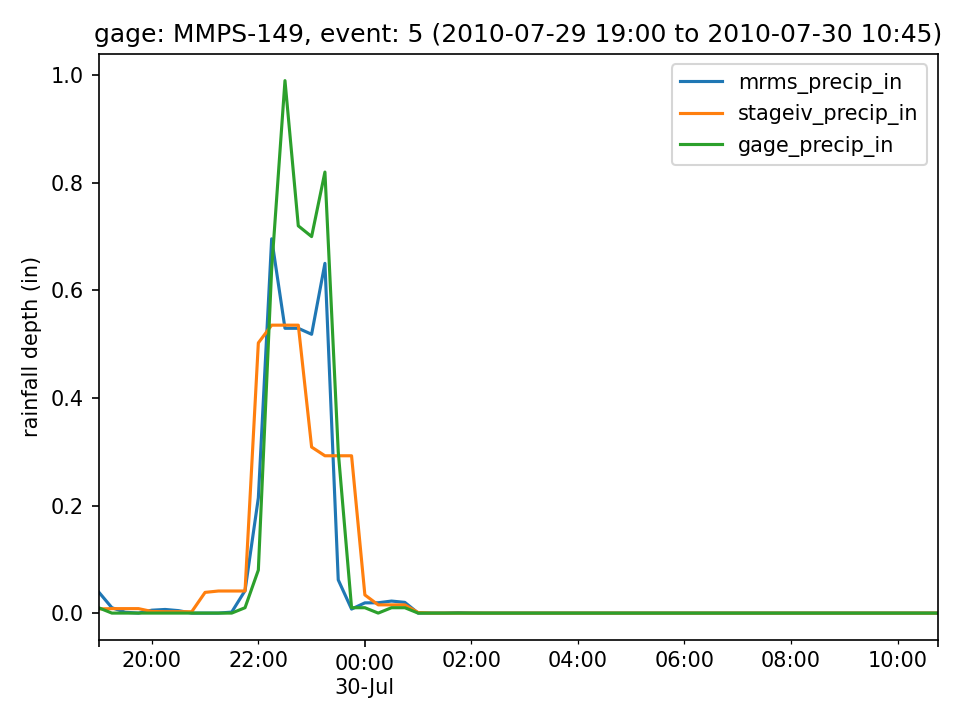 gage: MMPS-149, event: 5 (2010-07-29 19:00 to 2010-07-30 10:45)
mrms_precip_in
stageiv_precip_in
gage_precip_in
rainfall depth (in)
1.0
0.8
0.6
0.4
0.2
0.0
20:00 22:00 00:00 02:00 04:00 06:00 08:00 10:00
30-Jul